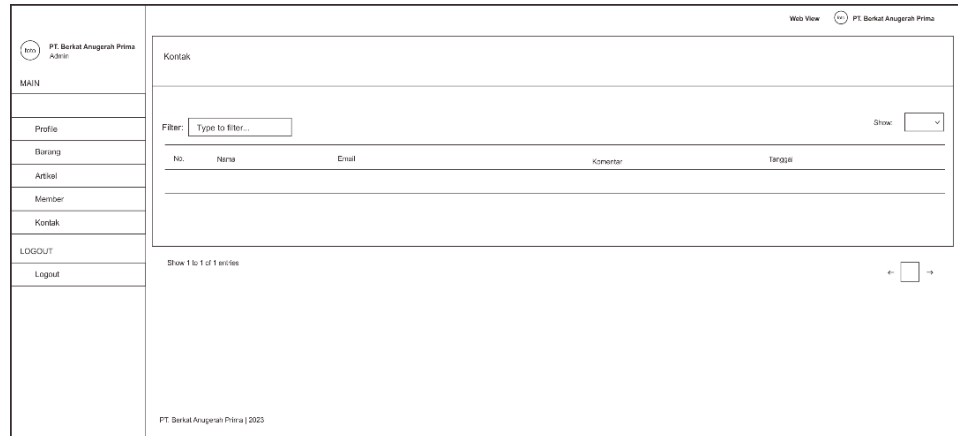 Web View foto PT. Berkat Anugerah Prima
foto PT. Berkat Anugerah Prima
Admin
MAIN
Profile
Barang
Artikel
Member
Kontak
LOGOUT
Logout
Kontak
Filter: Type to filter... Show:
No. Nama Email Komentar Tanggal
Show 1 to 1 of 1 entries
← →
PT. Berkat Anugerah Prima | 2023